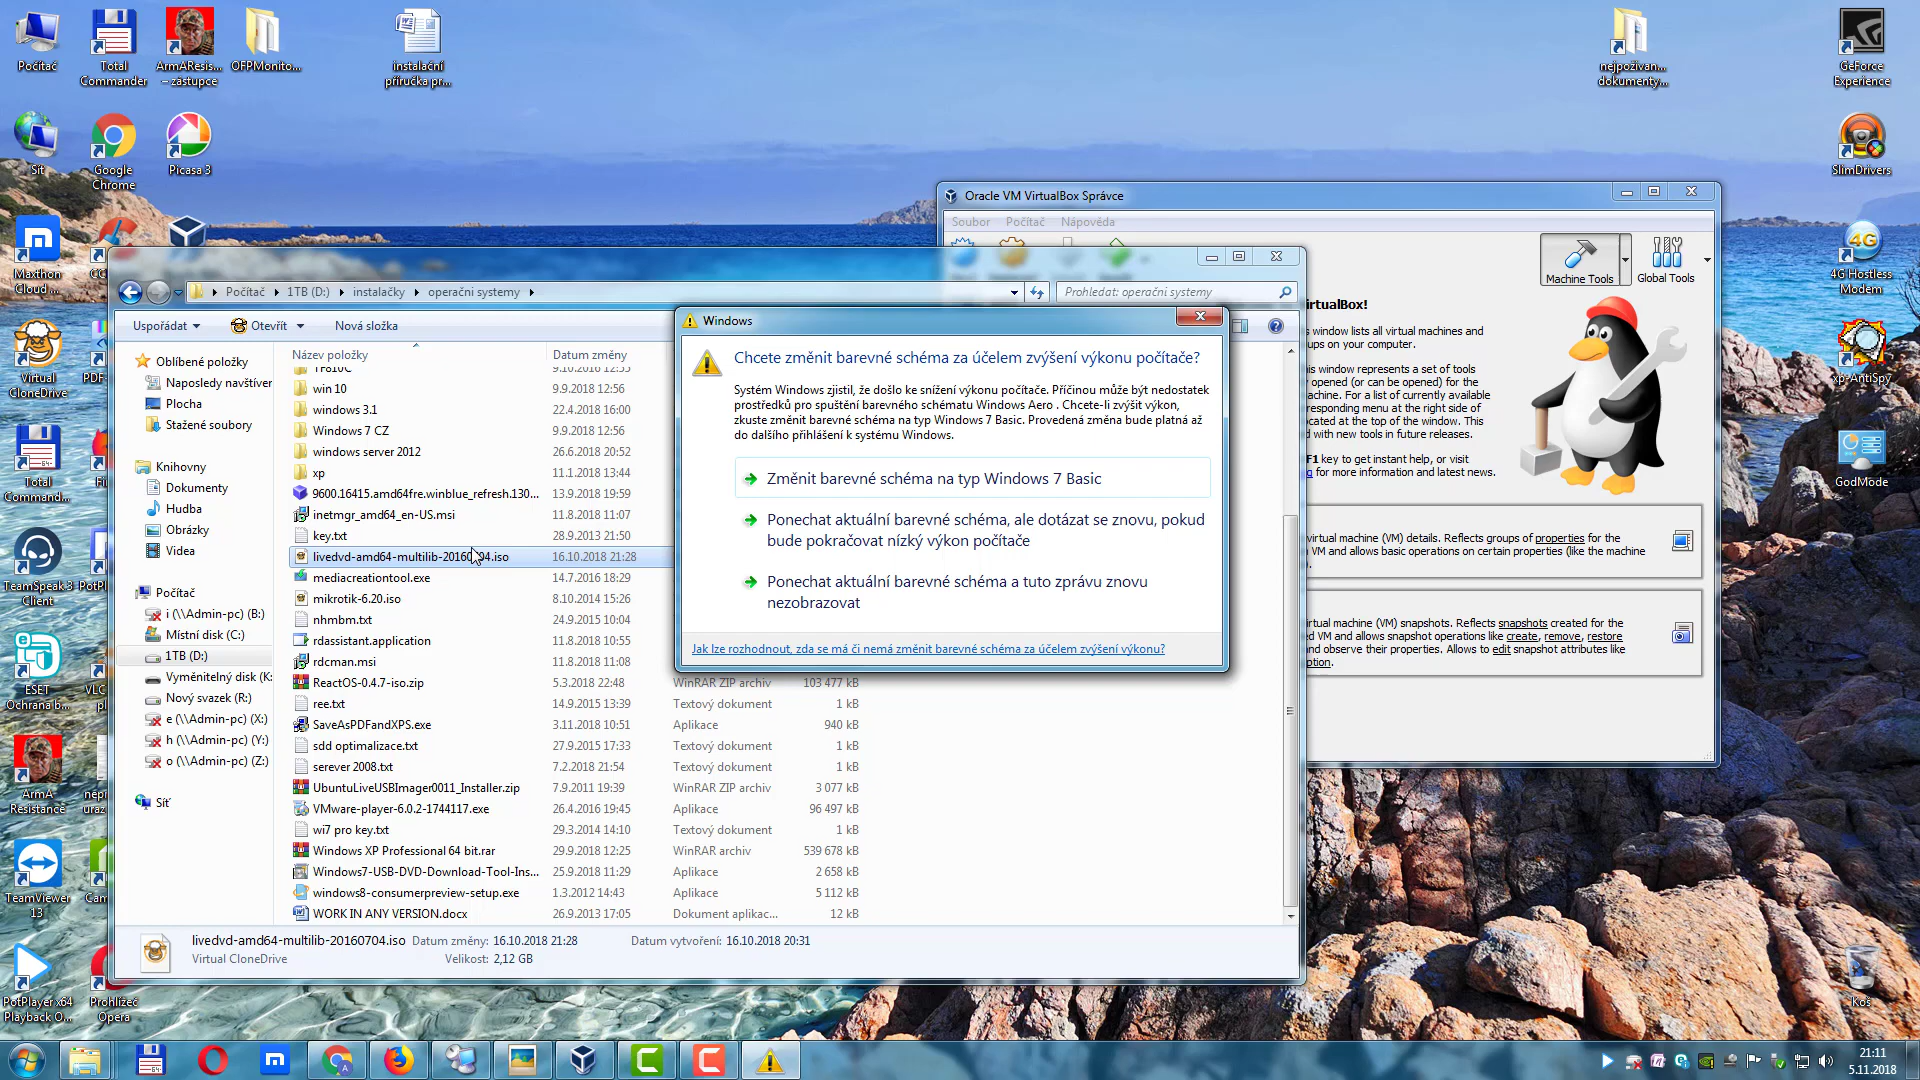 Počítač
Total
Commander
ArmAResis...
– zástupce
OFPMonito...
instalační
příručka pr...
nejpoživan...
dokumenty...
GeForce
Experience
Síť
Google
Chrome
Picasa 3
SlimDrivers
Maxthon
Cloud ...
CC
4G Hostless
Modem
Virtual
CloneDrive
PDF-
xp-AntiSpy
Total
Command...
Fi
GodMode
TeamSpeak 3
Client
PotPl
ESET
Ochrana b...
VLC
pl
ArmA
Resistance
nepi
uraz
TeamViewer
13
Cam
PotPlayer x64
Playback O...
Prohlížeč
Opera
Koš
Oracle VM VirtualBox Správce
Soubor Počítač Nápověda
Machine Tools
Global Tools
irtualBox!
s window lists all virtual machines and
ups on your computer.
is window represents a set of tools
y opened (or can be opened) for the
achine. For a list of currently available
responding menu at the right side of
ocated at the top of the window. This
d with new tools in future releases.
F1 key to get instant help, or visit
g for more information and latest news.
virtual machine (VM) details. Reflects groups of properties for the
VM and allows basic operations on certain properties (like the machine
).
irtual machine (VM) snapshots. Reflects snapshots created for the
d VM and allows snapshot operations like create, remove, restore
nd observe their properties. Allows to edit snapshot attributes like
ption.
Počítač
1TB (D:)
instalačky
operačni systemy
Prohledat: operačni systemy
Uspořádat
Otevřít
Nová složka
Oblíbené položky
Naposledy navštíver
Plocha
Stažené soubory
Knihovny
Dokumenty
Hudba
Obrázky
Videa
Počítač
i (\\Admin-pc) (B:)
Místní disk (C:)
1TB (D:)
Vyměnitelný disk (K:
Nový svazek (R:)
e (\\Admin-pc) (X:)
h (\\Admin-pc) (Y:)
o (\\Admin-pc) (Z:)
Síť
Název položky Datum změny
TF810C 9.10.2018 12:55
win 10 9.9.2018 12:56
windows 3.1 22.4.2018 16:00
Windows 7 CZ 9.9.2018 12:56
windows server 2012 26.6.2018 20:52
xp 11.1.2018 13:44
9600.16415.amd64fre.winblue_refresh.130... 13.9.2018 19:59
inetmgr_amd64_en-US.msi 11.8.2018 11:07
key.txt 28.9.2013 21:50
livedvd-amd64-multilib-20160704.iso 16.10.2018 21:28
mediacreationtool.exe 14.7.2016 18:29
mikrotik-6.20.iso 8.10.2014 15:26
nhmbm.txt 24.9.2015 10:04
rdassistant.application 11.8.2018 10:55
rdcman.msi 11.8.2018 11:08
ReactOS-0.4.7-iso.zip 5.3.2018 22:48 WinRAR ZIP archiv 103 477 kB
ree.txt 14.9.2015 13:39 Textový dokument 1 kB
SaveAsPDFandXPS.exe 3.11.2018 10:51 Aplikace 940 kB
sdd optimalizace.txt 27.9.2015 17:33 Textový dokument 1 kB
serever 2008.txt 7.2.2018 21:54 Textový dokument 1 kB
UbuntuLiveUSBImager0011_Installer.zip 7.9.2011 19:39 WinRAR ZIP archiv 3 077 kB
VMware-player-6.0.2-1744117.exe 26.4.2016 19:45 Aplikace 96 497 kB
wi7 pro key.txt 29.3.2014 14:10 Textový dokument 1 kB
Windows XP Professional 64 bit.rar 29.9.2018 12:25 WinRAR archiv 539 678 kB
Windows7-USB-DVD-Download-Tool-Ins... 25.9.2018 11:29 Aplikace 2 658 kB
windows8-consumerpreview-setup.exe 1.3.2012 14:43 Aplikace 5 112 kB
WORK IN ANY VERSION.docx 26.9.2013 17:05 Dokument aplikac... 12 kB
livedvd-amd64-multilib-20160704.iso Datum změny: 16.10.2018 21:28 Datum vytvoření: 16.10.2018 20:31
Virtual CloneDrive Velikost: 2,12 GB
Windows
Chcete změnit barevné schéma za účelem zvýšení výkonu počítače?
Systém Windows zjistil, že došlo ke snížení výkonu počítače. Příčinou může být nedostatek
prostředků pro spuštění barevného schématu Windows Aero . Chcete-li zvýšit výkon,
zkuste změnit barevné schéma na typ Windows 7 Basic. Provedená změna bude platná až
do dalšího přihlášení k systému Windows.
Změnit barevné schéma na typ Windows 7 Basic
Ponechat aktuální barevné schéma, ale dotázat se znovu, pokud
bude pokračovat nízký výkon počítače
Ponechat aktuální barevné schéma a tuto zprávu znovu
nezobrazovat
Jak lze rozhodnout, zda se má či nemá změnit barevné schéma za účelem zvýšení výkonu?
21:11
5.11.2018